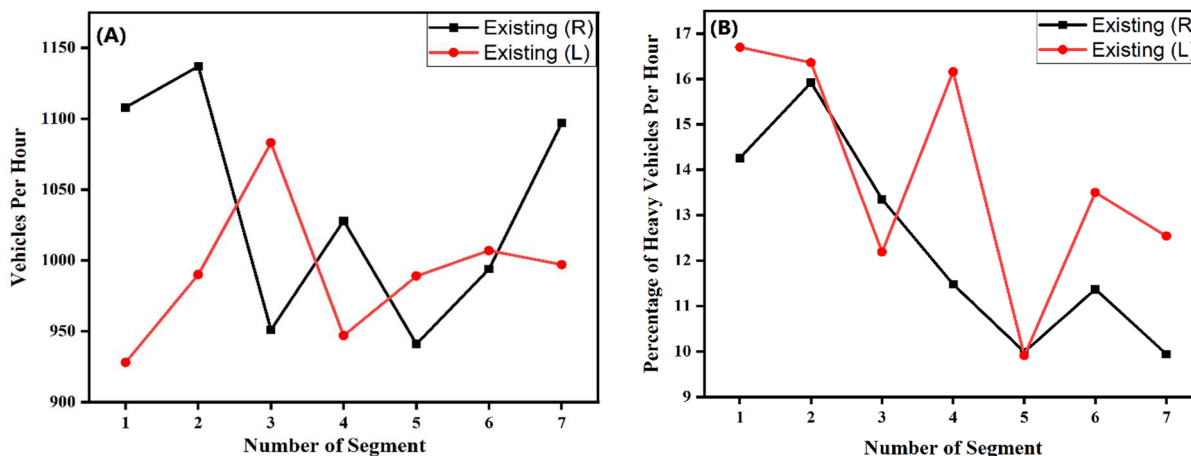 (A)
Existing (R)
Existing (L)
1150
1100
1050
1000
950
900
Vehicles Per Hour
1 2 3 4 5 6 7
Number of Segment
(B)
Existing (R
Existing (L)
17
16
15
14
13
12
11
10
9
Percentage of Heavy Vehicles Per Hour
1 2 3 4 5 6 7
Number of Segment